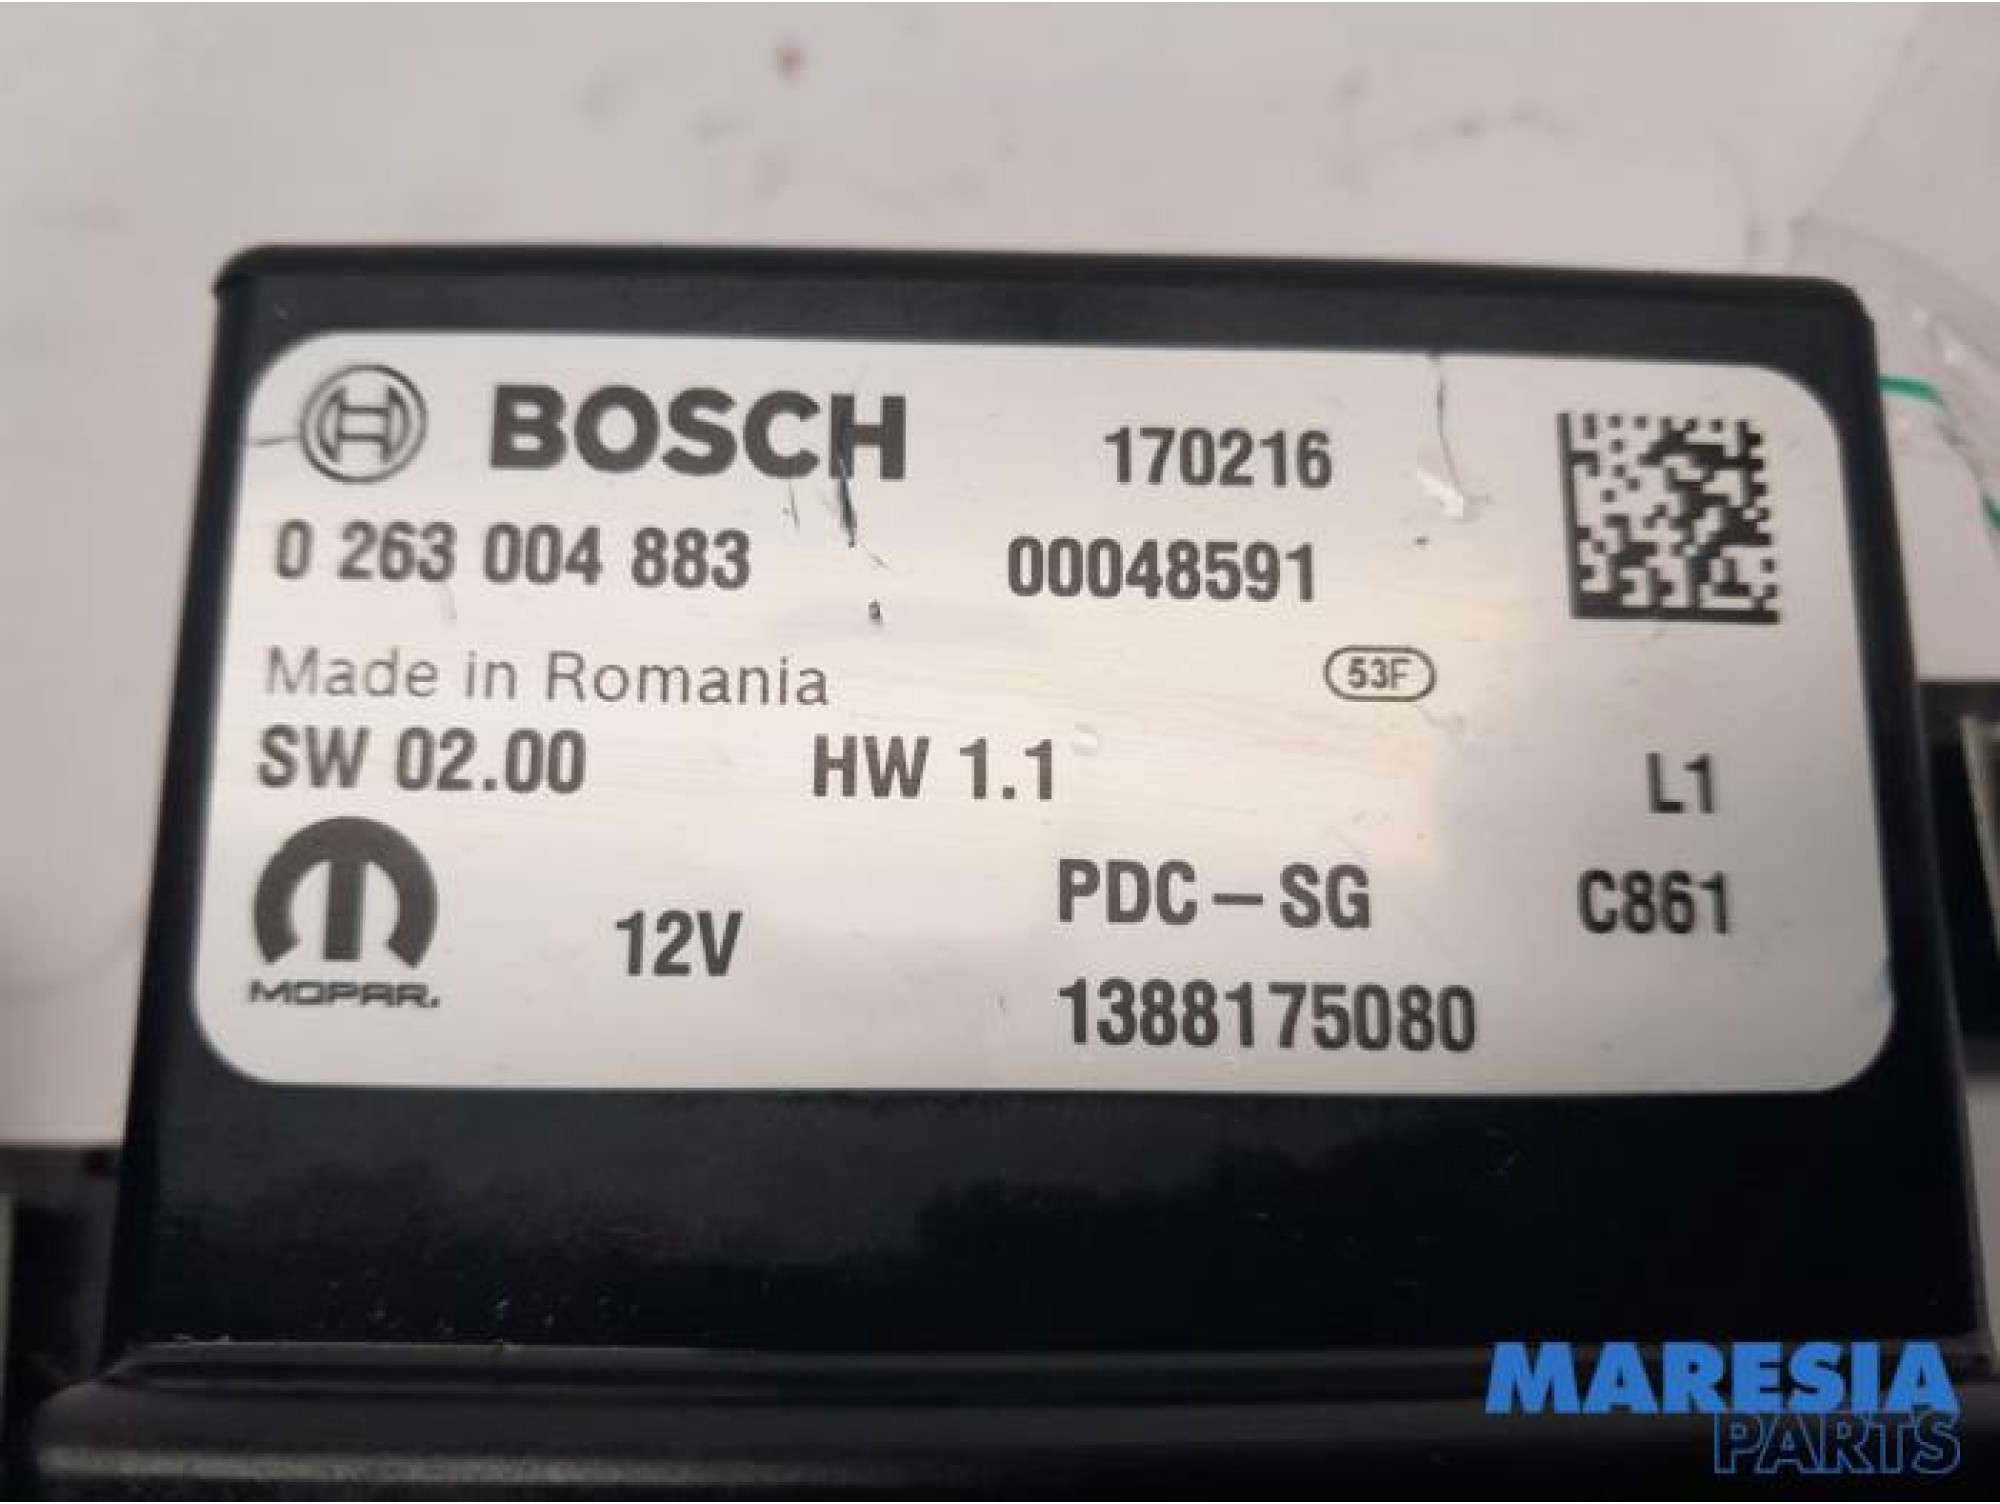 BOSCH 170216
0 263 004 883 00048591
Made in Romania 53F
SW 02.00 HW 1.1 L1
PDC-SG C861
12V
MOPAR.
1388175080
MARESIA
PARTS